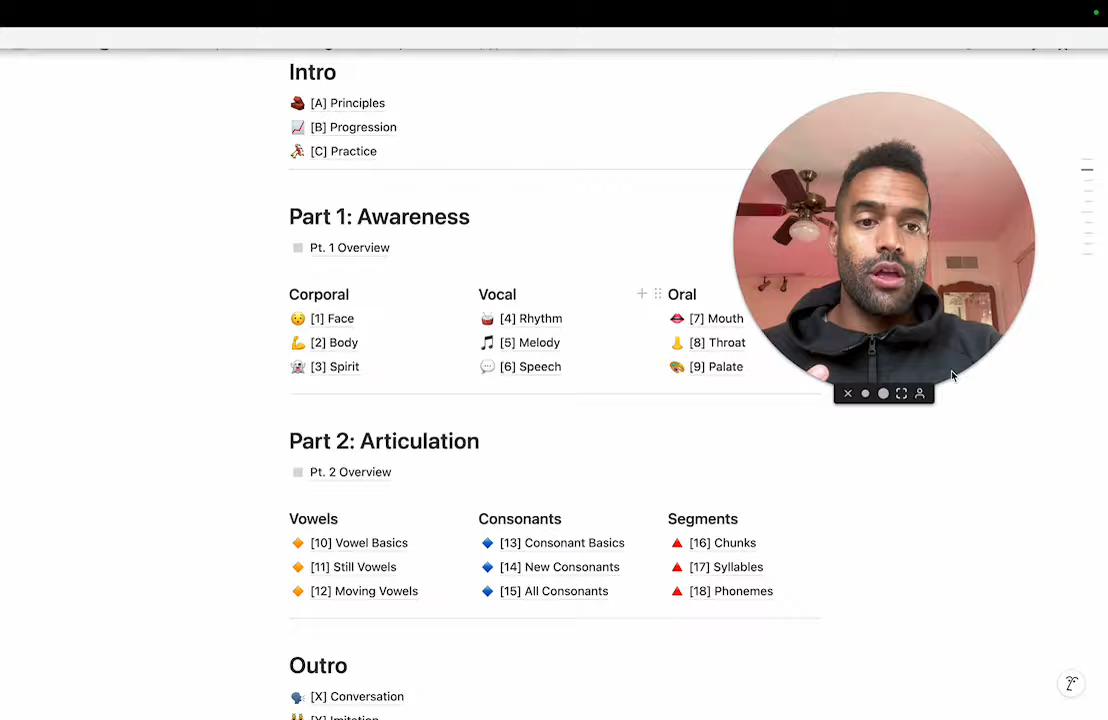 Intro
[A] Principles
[B] Progression
[C] Practice
Part 1: Awareness
Pt. 1 Overview
Corporal
[1] Face
[2] Body
[3] Spirit
Vocal
[4] Rhythm
[5] Melody
[6] Speech
Oral
[7] Mouth
[8] Throat
[9] Palate
Part 2: Articulation
Pt. 2 Overview
Vowels
[10] Vowel Basics
[11] Still Vowels
[12] Moving Vowels
Consonants
[13] Consonant Basics
[14] New Consonants
[15] All Consonants
Segments
[16] Chunks
[17] Syllables
[18] Phonemes
Outro
[X] Conversation
[Y] Imitation